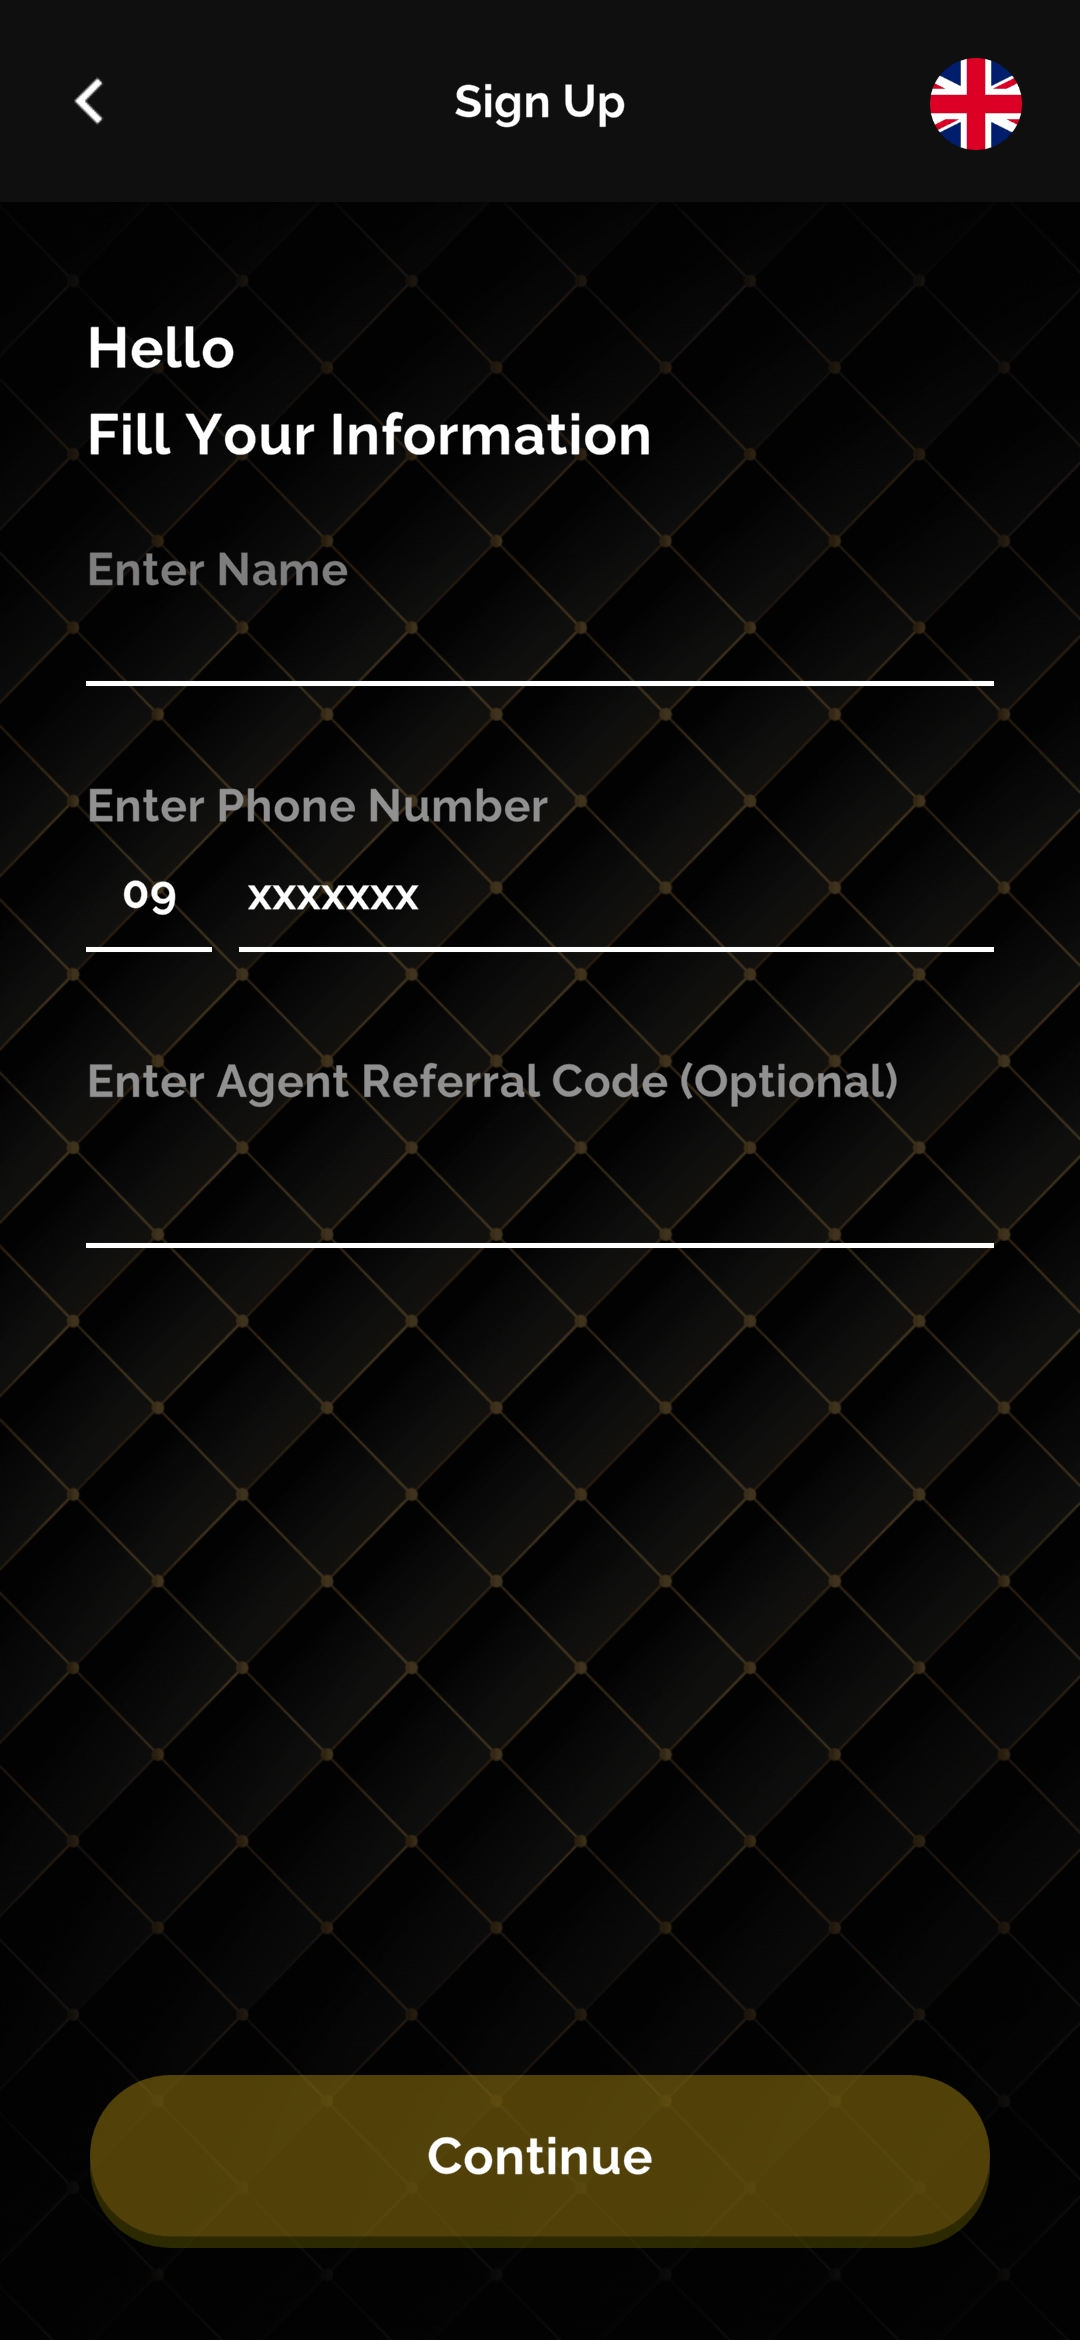 Sign Up
Hello
Fill Your Information
Enter Name
Enter Phone Number
09 xxxxxxx
Enter Agent Referral Code (Optional)
Continue